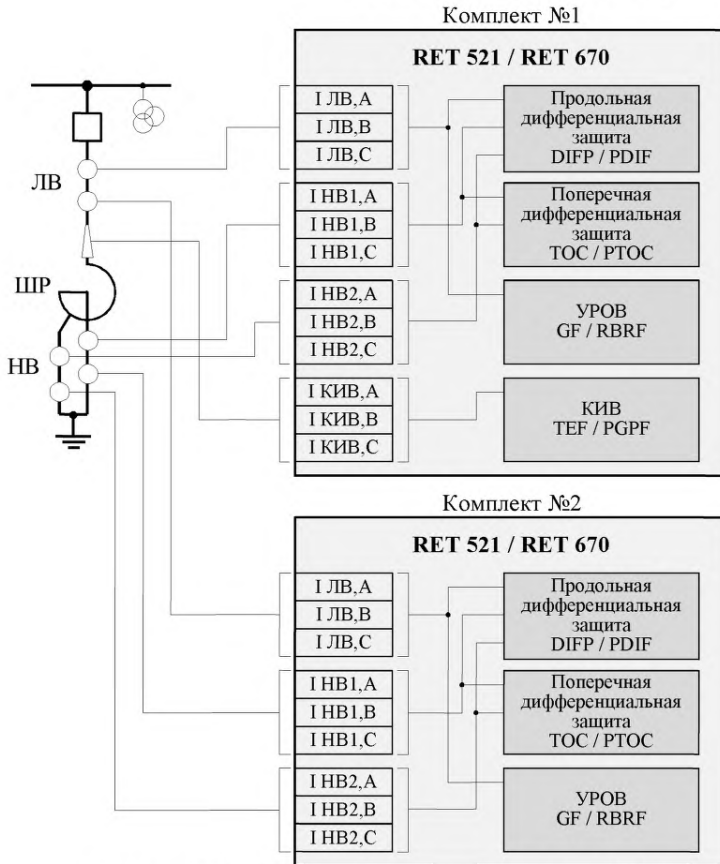 Комплект №1
RET 521 / RET 670
I ЛВ,A
I ЛВ,B
I ЛВ,C
Продольная
дифференциальная
защита
DIFP / PDIF
ЛВ
I НВ1,A
I НВ1,B
I НВ1,C
Поперечная
дифференциальная
защита
TOC / PTOC
ШР
I НВ2,A
I НВ2,B
I НВ2,C
УРОВ
GF / RBRF
НВ
I КИВ,A
I КИВ,B
I КИВ,C
КИВ
TEF / PGPF
Комплект №2
RET 521 / RET 670
I ЛВ,A
I ЛВ,B
I ЛВ,C
Продольная
дифференциальная
защита
DIFP / PDIF
I НВ1,A
I НВ1,B
I НВ1,C
Поперечная
дифференциальная
защита
TOC / PTOC
I НВ2,A
I НВ2,B
I НВ2,C
УРОВ
GF / RBRF